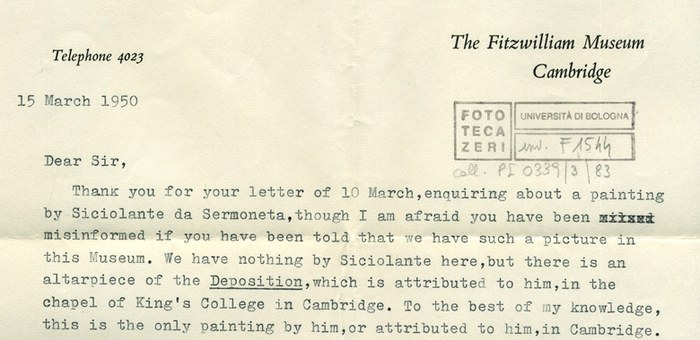 The Fitzwilliam Museum
Telephone 4023
Cambridge
15 March 1950
FOTO
TECA
ZERI
UNIVERSITÀ DI BOLOGNA
inv. F1544
coll. PI 0339/3/83
Dear Sir,
Thank you for your letter of 10 March,enquiring about a painting
by Siciolante da Sermoneta,though I am afraid you have been
misinformed if you have been told that we have such a picture in
this Museum. We have nothing by Siciolante here,but there is an
altarpiece of the Deposition,which is attributed to him,in the
chapel of King's College in Cambridge. To the best of my knowledge,
this is the only painting by him,or attributed to him,in Cambridge.